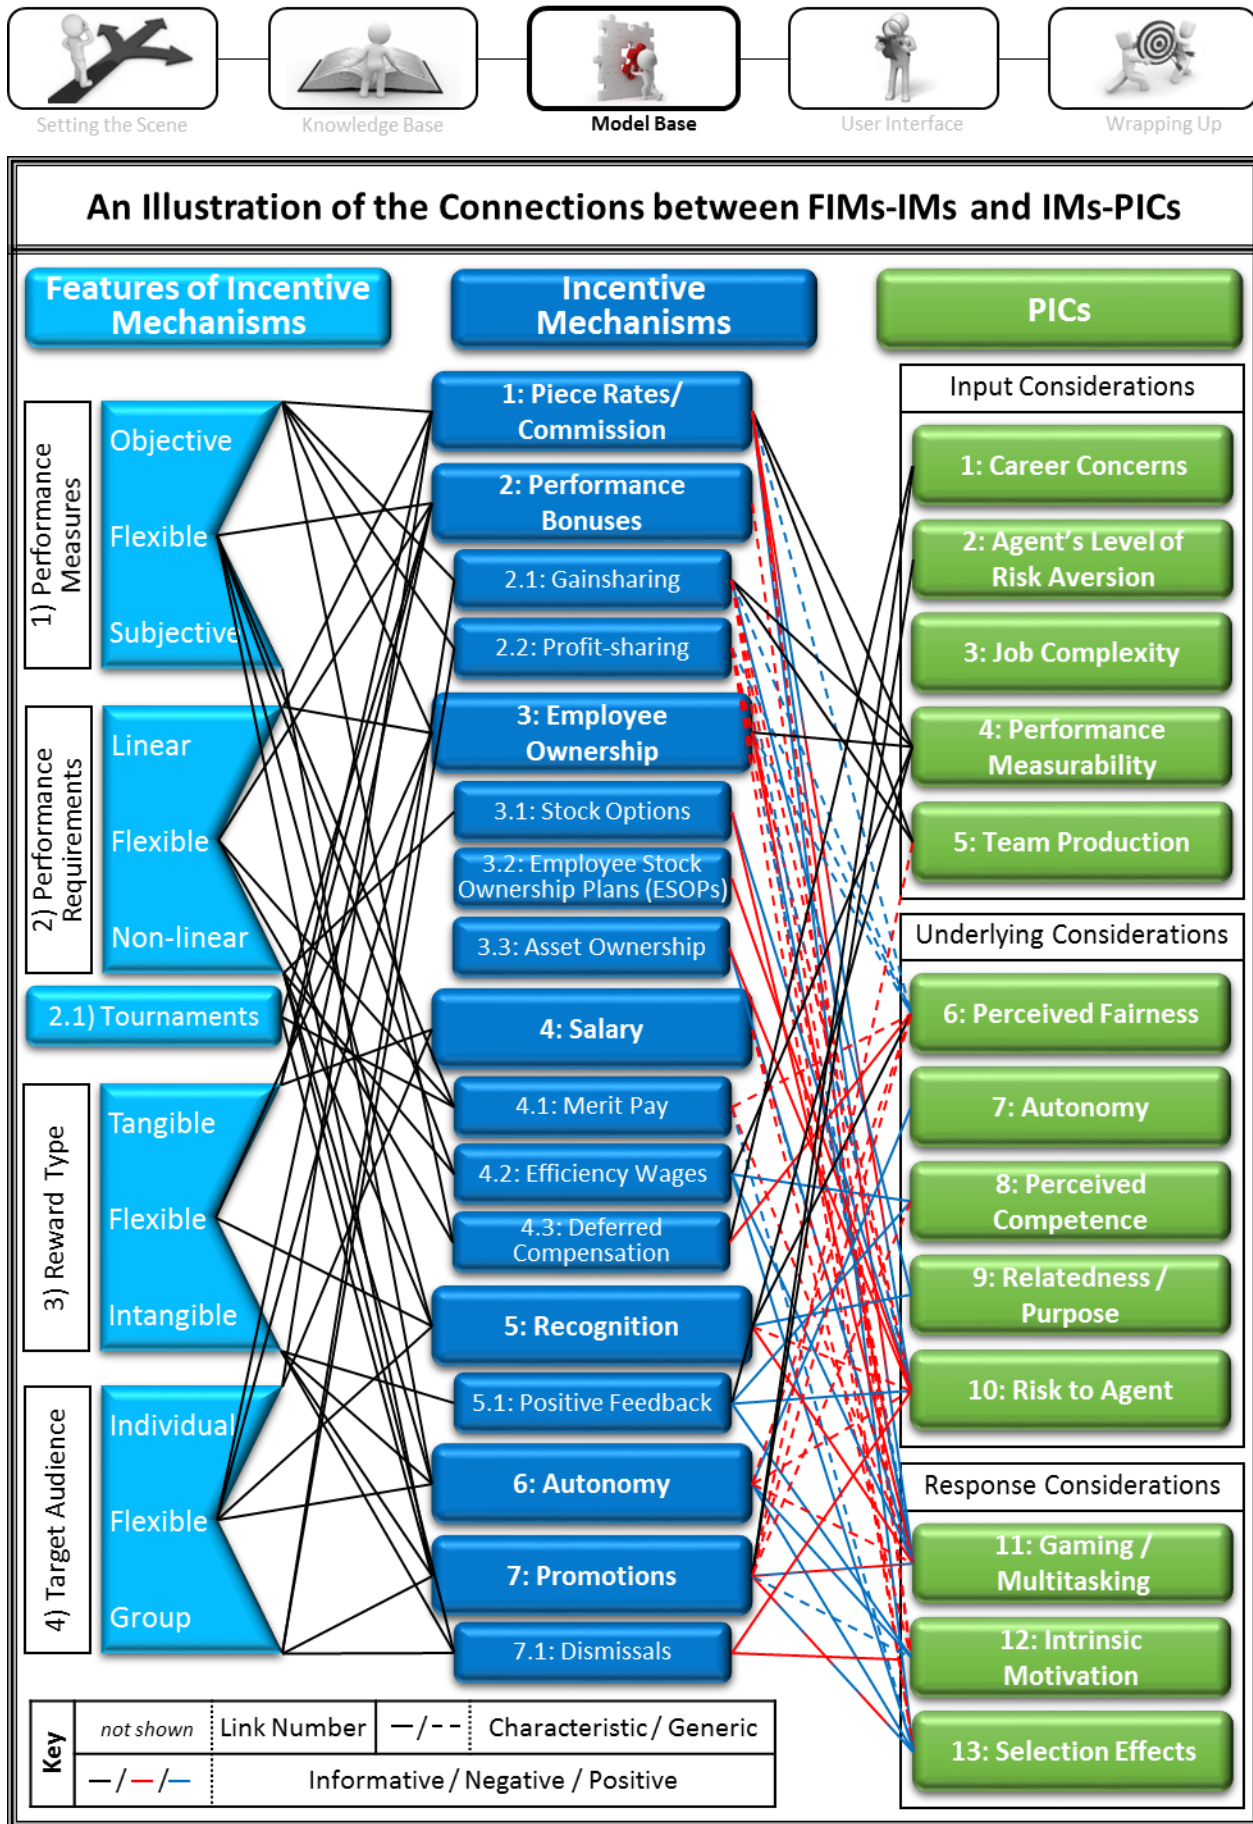 Setting the Scene
Knowledge Base
Model Base
User Interface
Wrapping Up
An Illustration of the Connections between FIMs-IMs and IMs-PICs
Features of Incentive
Mechanisms
Incentive
Mechanisms
PICs
1) Performance
Measures
Objective
Flexible
Subjective
2) Performance
Requirements
Linear
Flexible
Non-linear
2.1) Tournaments
3) Reward Type
Tangible
Flexible
Intangible
4) Target Audience
Individual
Flexible
Group
1: Piece Rates/
Commission
2: Performance
Bonuses
2.1: Gainsharing
2.2: Profit-sharing
3: Employee
Ownership
3.1: Stock Options
3.2: Employee Stock
Ownership Plans (ESOPs)
3.3: Asset Ownership
4: Salary
4.1: Merit Pay
4.2: Efficiency Wages
4.3: Deferred
Compensation
5: Recognition
5.1: Positive Feedback
6: Autonomy
7: Promotions
7.1: Dismissals
Input Considerations
1: Career Concerns
2: Agent's Level of
Risk Aversion
3: Job Complexity
4: Performance
Measurability
5: Team Production
Underlying Considerations
6: Perceived Fairness
7: Autonomy
8: Perceived
Competence
9: Relatedness /
Purpose
10: Risk to Agent
Response Considerations
11: Gaming /
Multitasking
12: Intrinsic
Motivation
13: Selection Effects
Key
not shown
Link Number
—/--- Characteristic / Generic
—/—/— Informative / Negative / Positive